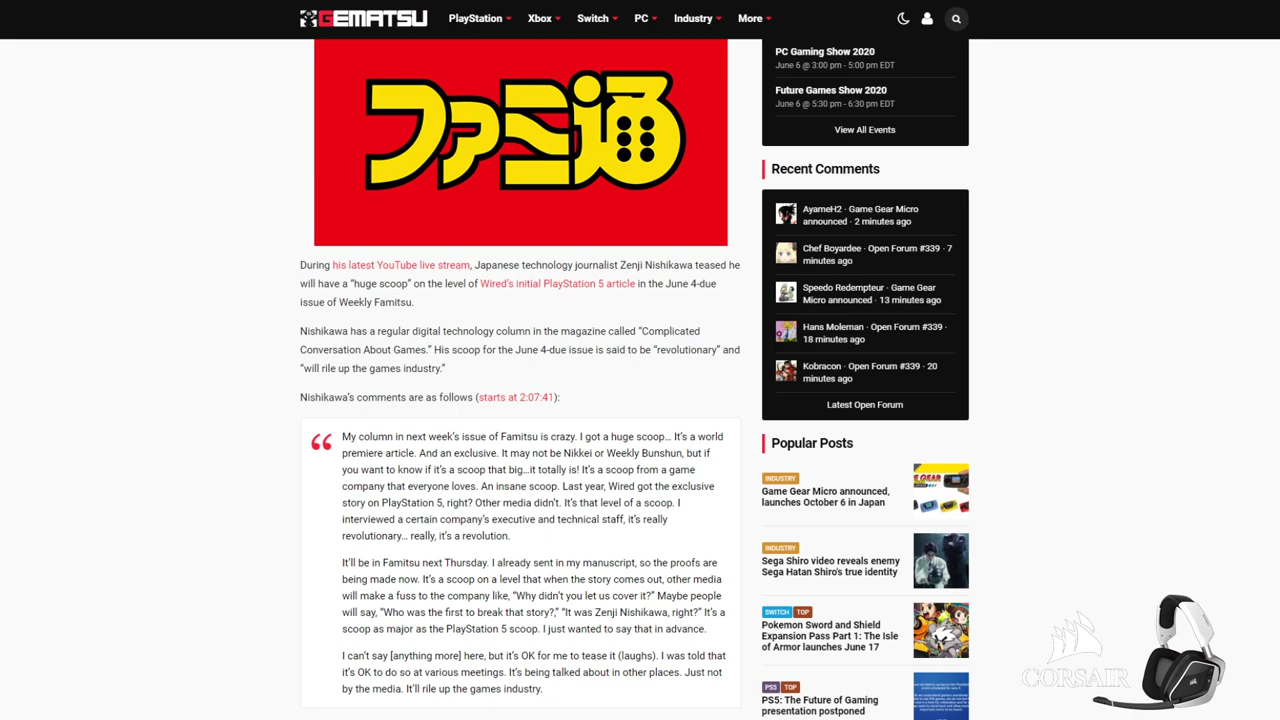 GEMATSU
PlayStation Xbox Switch PC Industry More
ファミ通
During his latest YouTube live stream, Japanese technology journalist Zenji Nishikawa teased he
will have a “huge scoop” on the level of Wired’s initial PlayStation 5 article in the June 4-due
issue of Weekly Famitsu.
Nishikawa has a regular digital technology column in the magazine called “Complicated
Conversation About Games.” His scoop for the June 4-due issue is said to be “revolutionary” and
“will rile up the games industry.”
Nishikawa’s comments are as follows (starts at 2:07:41):
“
My column in next week’s issue of Famitsu is crazy. I got a huge scoop… It’s a world
premiere article. And an exclusive. It may not be Nikkei or Weekly Bunshun, but if
you want to know if it’s a scoop that big…it totally is! It’s a scoop from a game
company that everyone loves. An insane scoop. Last year, Wired got the exclusive
story on PlayStation 5, right? Other media didn’t. It’s that level of a scoop. I
interviewed a certain company’s executive and technical staff, it’s really
revolutionary… really, it’s a revolution.
It’ll be in Famitsu next Thursday. I already sent in my manuscript, so the proofs are
being made now. It’s a scoop on a level that when the story comes out, other media
will make a fuss to the company like, “Why didn’t you let us cover it?” Maybe people
will say, “Who was the first to break that story?,” “It was Zenji Nishikawa, right?” It’s a
scoop as major as the PlayStation 5 scoop. I just wanted to say that in advance.
I can’t say [anything more] here, but it’s OK for me to tease it (laughs). I was told that
it’s OK to do so at various meetings. It’s being talked about in other places. Just not
by the media. It’ll rile up the games industry.
PC Gaming Show 2020
June 6 @ 3:00 pm - 5:00 pm EDT
Future Games Show 2020
June 6 @ 5:30 pm - 6:30 pm EDT
View All Events
Recent Comments
AyameH2 · Game Gear Micro
announced · 2 minutes ago
Chef Boyardee · Open Forum #339 · 7
minutes ago
Speedo Redempteur · Game Gear
Micro announced · 13 minutes ago
Hans Moleman · Open Forum #339 ·
18 minutes ago
Kobracon · Open Forum #339 · 20
minutes ago
Latest Open Forum
Popular Posts
INDUSTRY
Game Gear Micro announced,
launches October 6 in Japan
INDUSTRY
Sega Shiro video reveals enemy
Sega Hatan Shiro's true identity
SWITCH TOP
Pokemon Sword and Shield
Expansion Pass Part 1: The Isle
of Armor launches June 17
PS5 TOP
PS5: The Future of Gaming
presentation postponed
CORSAIR